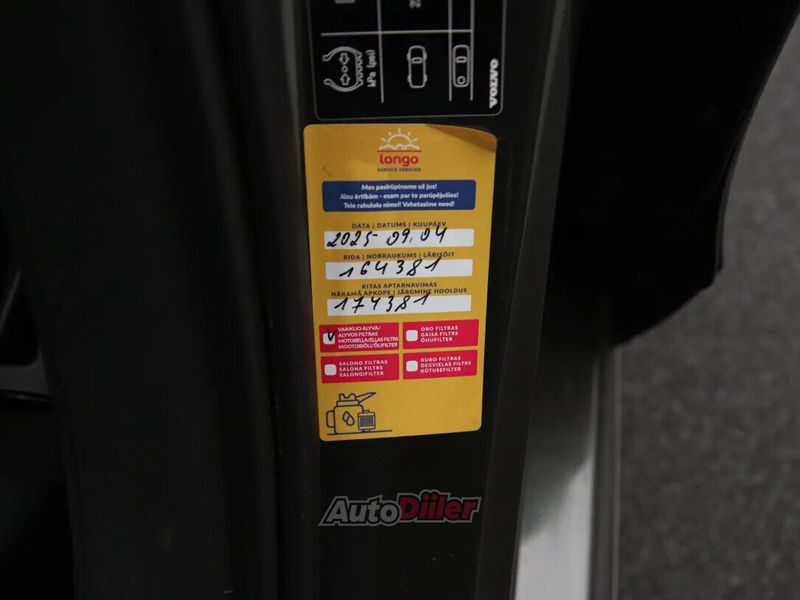 kPa (psi)
VOLVO
longo
SERVICE VERIFIED
Mes pasirūpinome už jus!
Jūsu ērtībām - esam par to parūpējušies!
Teie rahulolu nimel! Vahetasime need!
DATA | DATUMS | KUUPÄEV
2025 09.04
RIDA | NOBRAUKUMS | LÄBISÕIT
164381
KITAS APTARNAVIMAS
NĀKAMĀ APKOPE | JÄRGMINE HOOLDUS
174381
VARIKLIO ALYVA/
ALYVOS FILTRAS
MOTOREĻĻA/EĻĻAS FILTRS
MOOTORIÕLI/ÕLIFILTER
ORO FILTRAS
GAISA FILTRS
ÕHUFILTER
SALONO FILTRAS
SALONA FILTRS
SALONGIFILTER
KURO FILTRAS
DEGVIELAS FILTRS
KÜTUSEFILTER
AutoDiiler